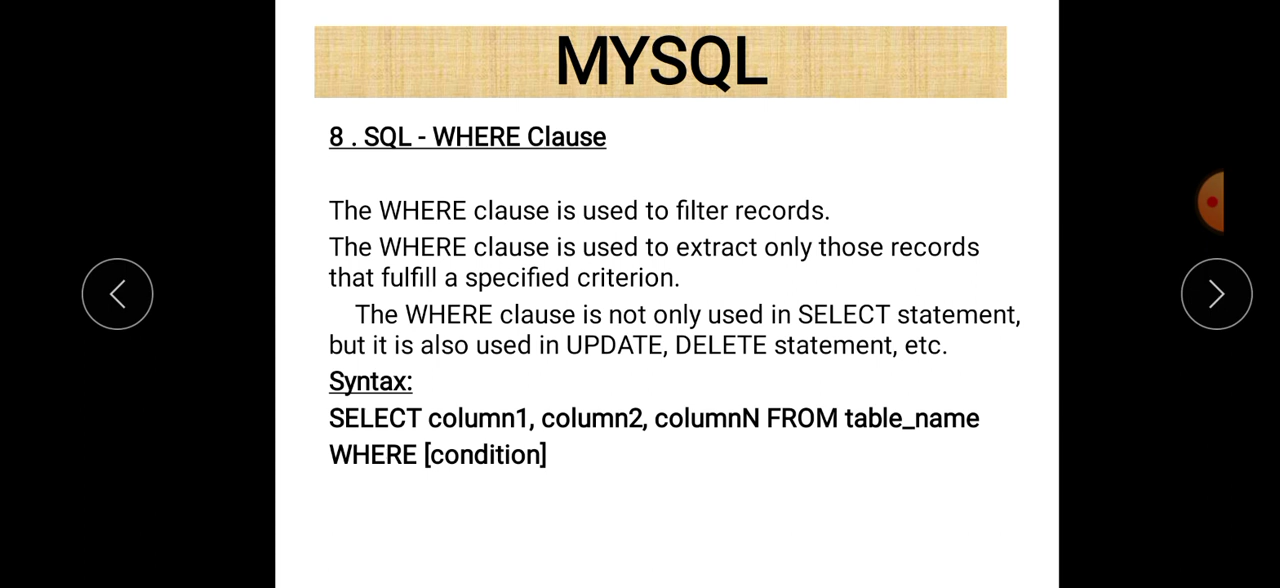 MYSQL
8 . SQL - WHERE Clause
The WHERE clause is used to filter records.
The WHERE clause is used to extract only those records
that fulfill a specified criterion.
The WHERE clause is not only used in SELECT statement,
but it is also used in UPDATE, DELETE statement, etc.
Syntax:
SELECT column1, column2, columnN FROM table_name
WHERE [condition]